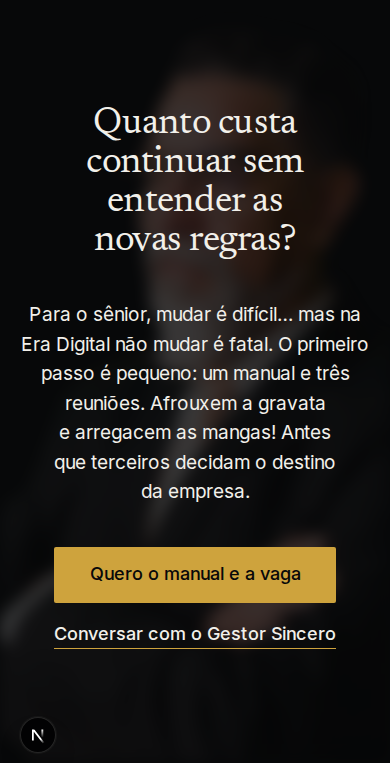 Quanto custa
continuar sem
entender as
novas regras?
Para o sênior, mudar é difícil... mas na
Era Digital não mudar é fatal. O primeiro
passo é pequeno: um manual e três
reuniões. Afrouxem a gravata
e arregacem as mangas! Antes
que terceiros decidam o destino
da empresa.
Quero o manual e a vaga
Conversar com o Gestor Sincero
N